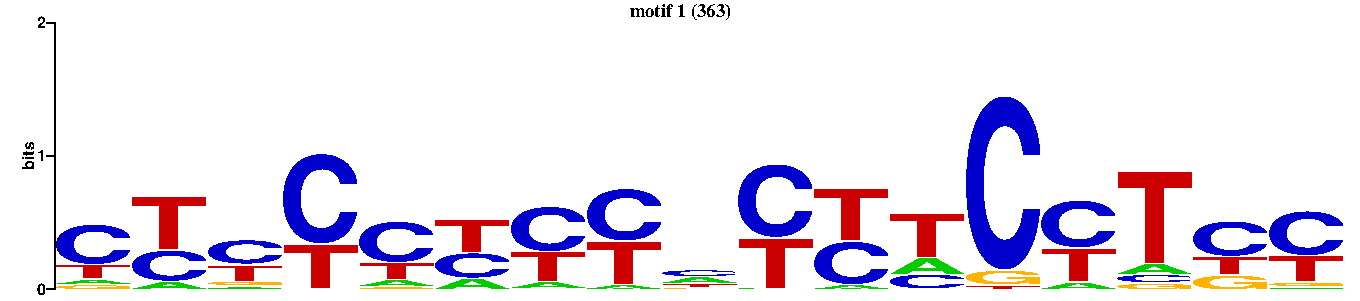 motif 1 (363)
2
bits
1
0
C T C C C T C C C C T T C C T C C
T C T T T C T T A T C A G T A T T
A A G A A A A T A C T A C G G
G A G G G A